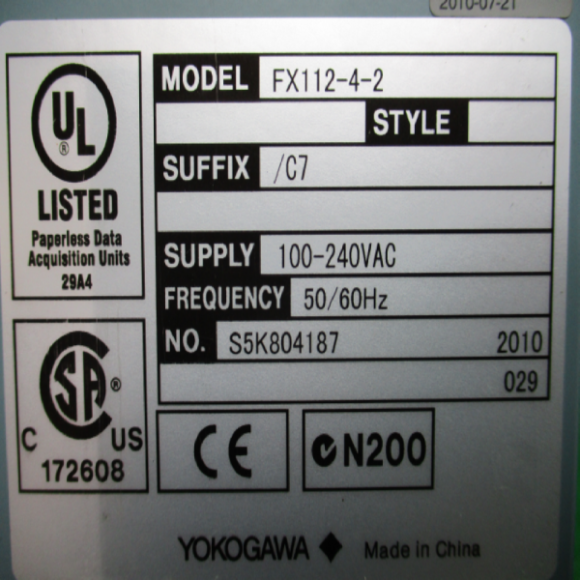 2010-07-21
UL
®
LISTED
Paperless Data
Acquisition Units
29A4
MODEL FX112-4-2
STYLE
SUFFIX /C7
SUPPLY 100-240VAC
FREQUENCY 50/60Hz
NO. S5K804187 2010
029
SA ®
C US
172608
CE
N200
YOKOGAWA ◆ Made in China